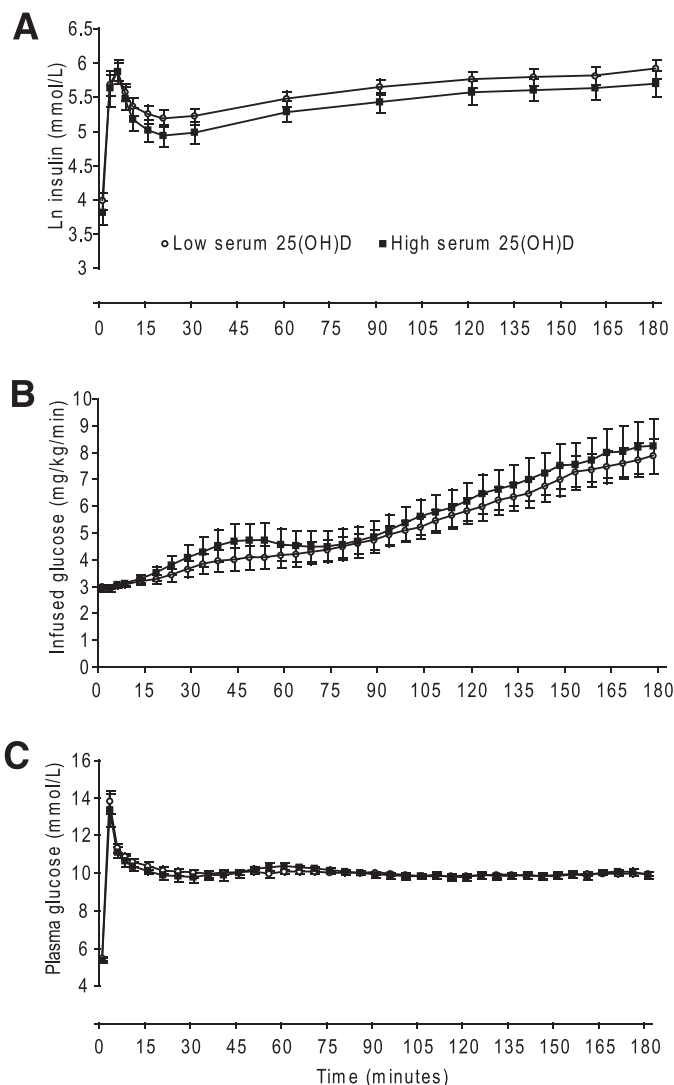 A
Ln insulin (mmol/L)
6.5
6
5.5
5
4.5
4
3.5
3
Low serum 25(OH)D High serum 25(OH)D
0 15 30 45 60 75 90 105 120 135 150 165 180
B
Infused glucose (mg/kg/min)
10
9
8
7
6
5
4
3
2
1
0
0 15 30 45 60 75 90 105 120 135 150 165 180
C
Plasma glucose (mmol/L)
16
14
12
10
8
6
4
0 15 30 45 60 75 90 105 120 135 150 165 180
Time (minutes)